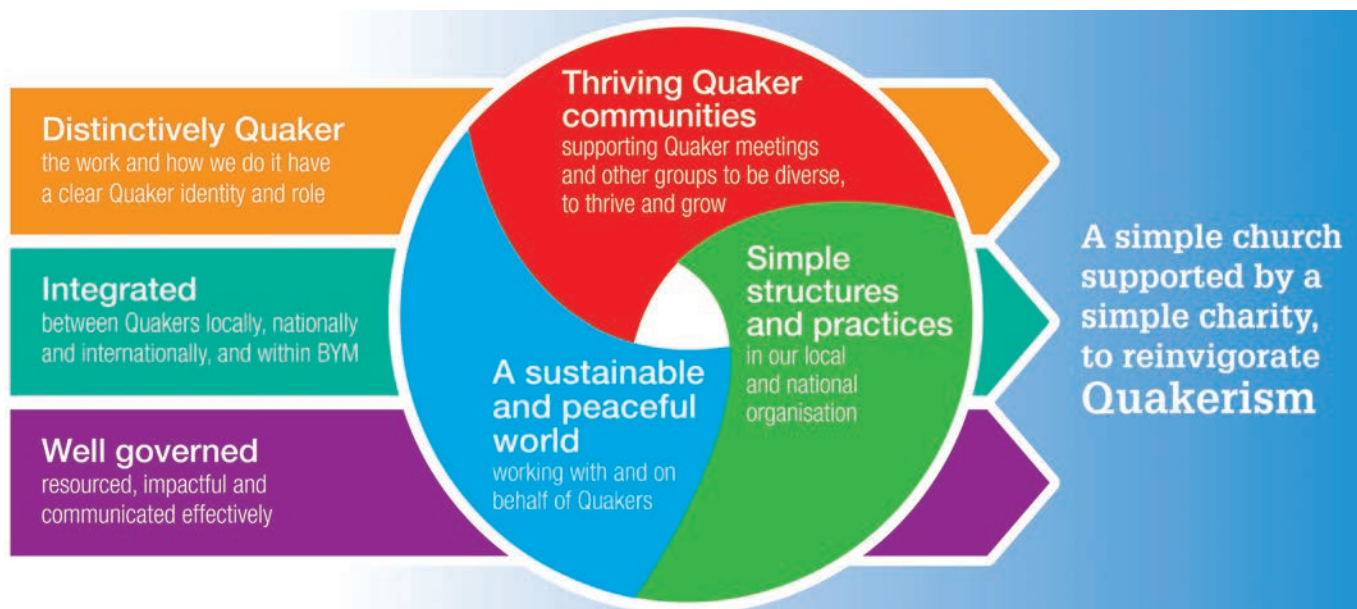 Distinctively Quaker
the work and how we do it have
a clear Quaker identity and role
Integrated
between Quakers locally, nationally
and internationally, and within BYM
Well governed
resourced, impactful and
communicated effectively
Thriving Quaker
communities
supporting Quaker meetings
and other groups to be diverse,
to thrive and grow
Simple
structures
and practices
in our local
and national
organisation
A sustainable
and peaceful
world
working with and on
behalf of Quakers
A simple church
supported by a
simple charity,
to reinvigorate
Quakerism